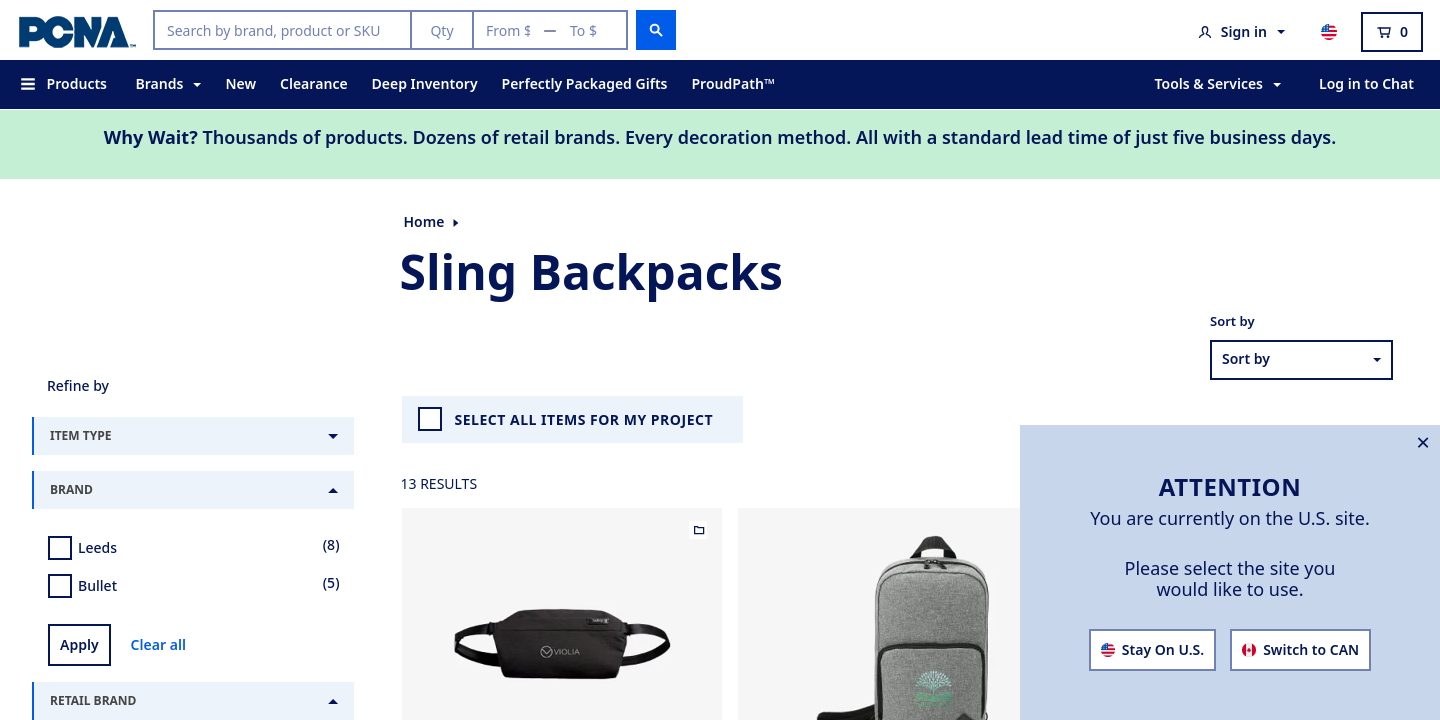 PCNA™
Search by brand, product or SKU
Qty
From $ — To $
Sign in
0
Products
Brands
New
Clearance
Deep Inventory
Perfectly Packaged Gifts
ProudPath™
Tools & Services
Log in to Chat
Why Wait? Thousands of products. Dozens of retail brands. Every decoration method. All with a standard lead time of just five business days.
Home
Sling Backpacks
Sort by
Sort by
Refine by
ITEM TYPE
BRAND
Leeds (8)
Bullet (5)
Apply
Clear all
RETAIL BRAND
SELECT ALL ITEMS FOR MY PROJECT
13 RESULTS
VIOLIA
ATTENTION
You are currently on the U.S. site.
Please select the site you
would like to use.
Stay On U.S.
Switch to CAN